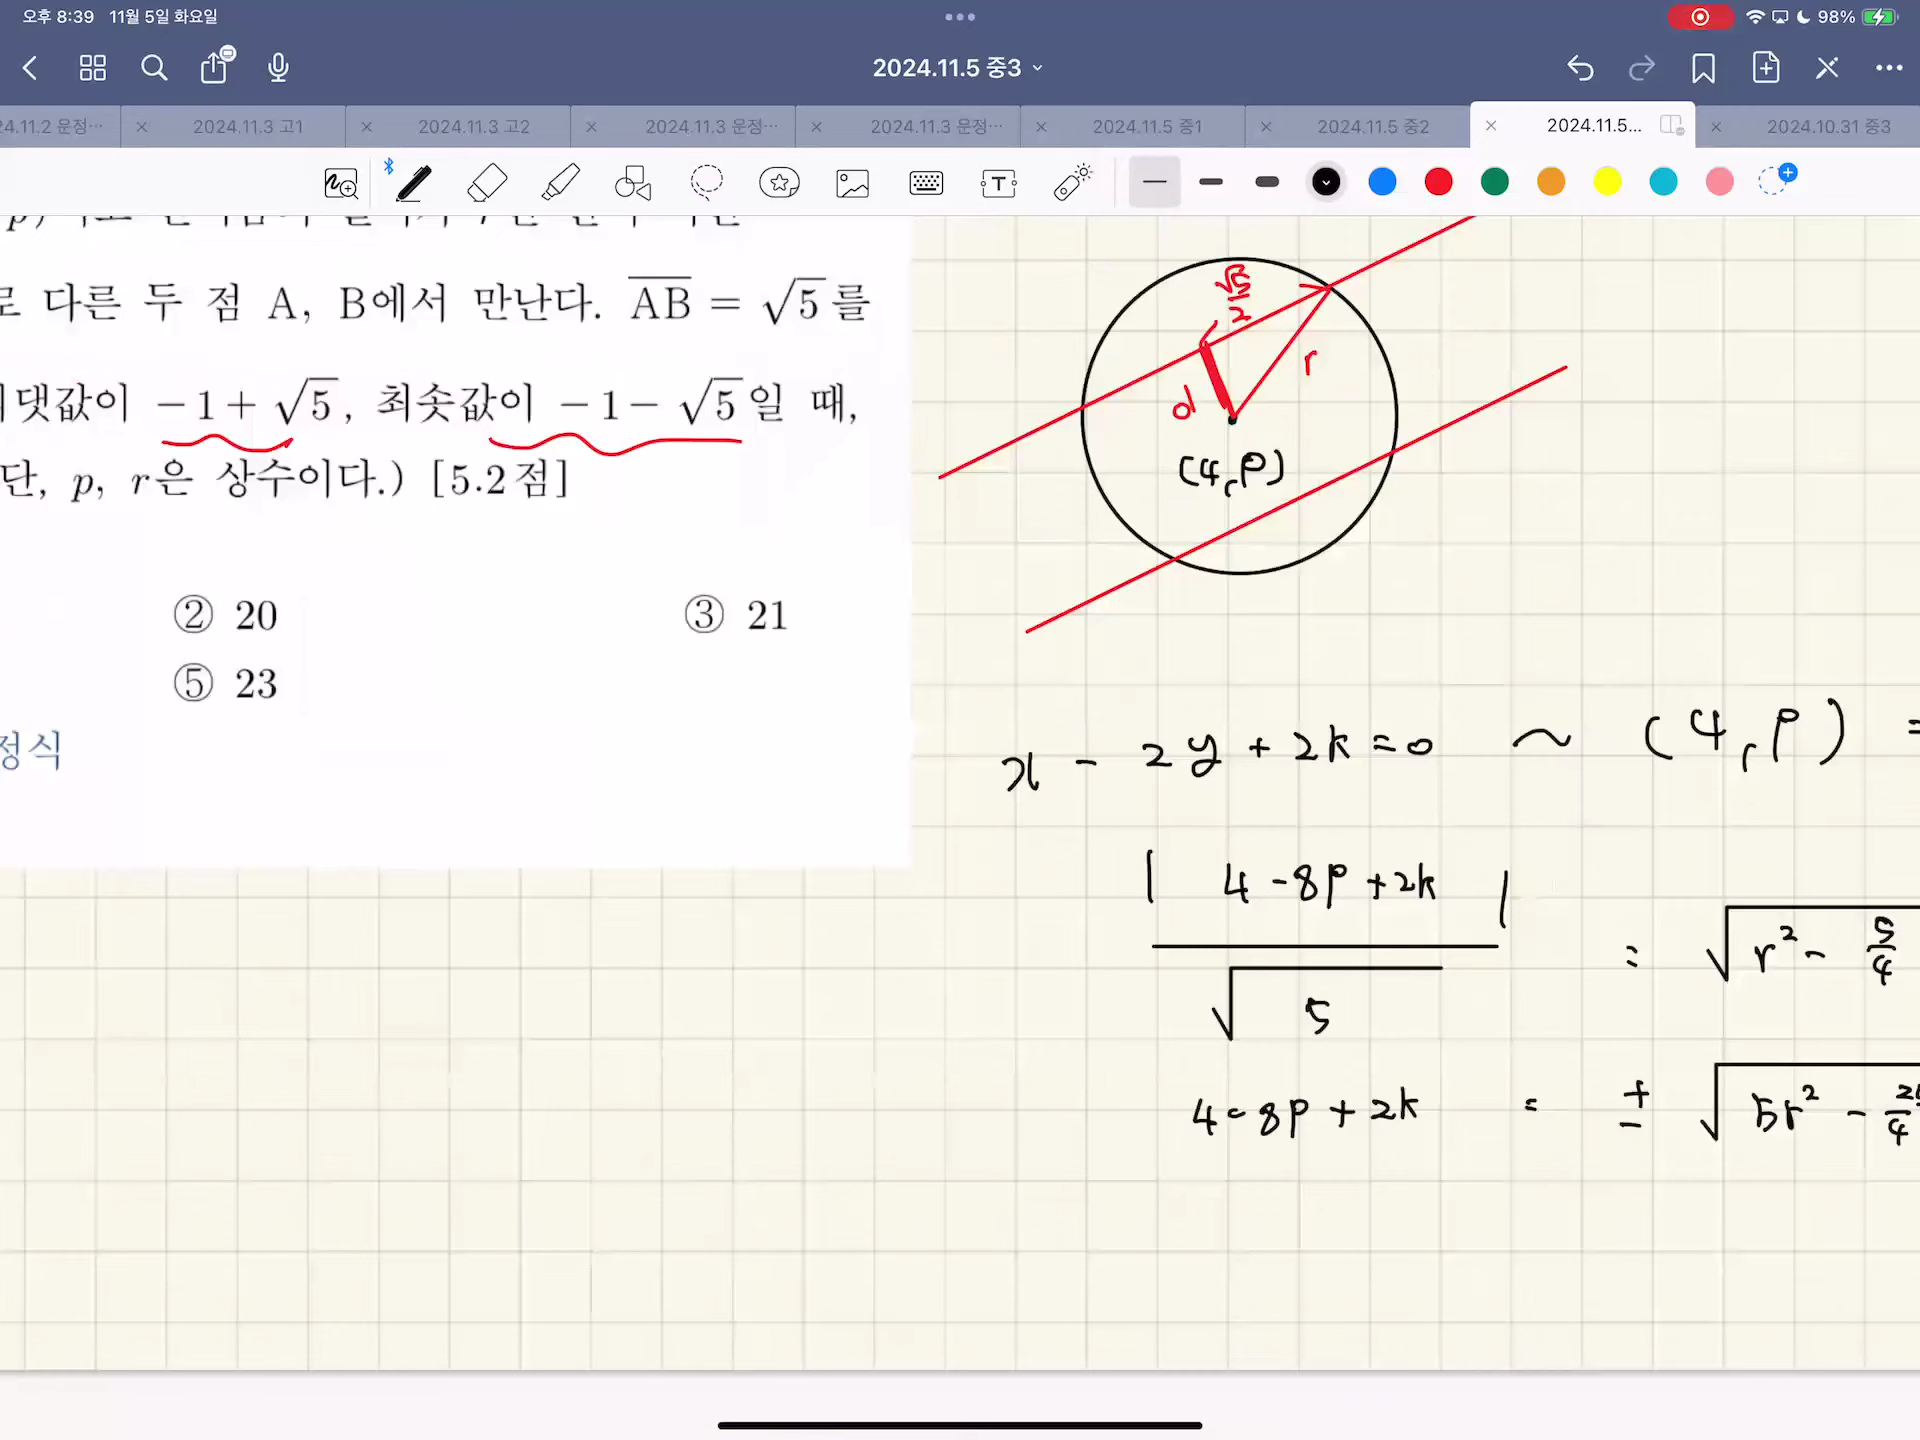 오후 8:39 11월 5일 화요일
98%
2024.11.5 중3
24.11.2 운정…
2024.11.3 고1
2024.11.3 고2
2024.11.3 운정…
2024.11.3 운정…
2024.11.5 중1
2024.11.5 중2
2024.11.5…
2024.10.31 중3
로 다른 두 점 A, B에서 만난다. AB = √5를
댓값이 −1+√5, 최솟값이 −1−√5일 때,
단, p, r은 상수이다.) [5.2점]
② 20
③ 21
⑤ 23
정식
√5/2
r
d
(4, p)
x - 2y + 2k = 0 ~ (4, p) =
| 4 - 8p + 2k | / √5 = √(r² - 5/4
4 - 8p + 2k = ± √(5r² -